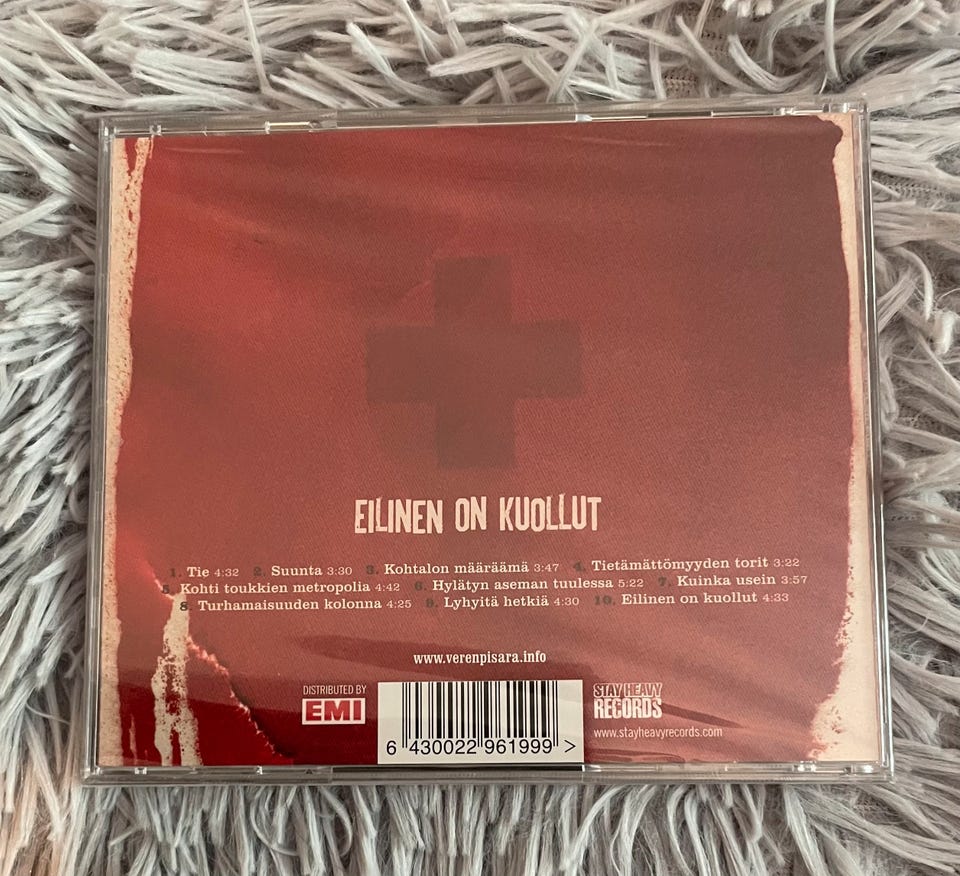 EILINEN ON KUOLLUT
1. Tie 4:32 2. Suunta 3:30 3. Kohtalon määräämä 3:47 4. Tietämättömyyden torit 3:22
5. Kohti toukkien metropolia 4:42 6. Hylätyn aseman tuulessa 5:22 7. Kuinka usein 3:57
8. Turhamaisuuden kolonna 4:25 9. Lyhyitä hetkiä 4:30 10. Eilinen on kuollut 4:33
www.verenpisara.info
DISTRIBUTED BY
EMI
6 430022 961999 >
STAY HEAVY
RECORDS
www.stayheavyrecords.com